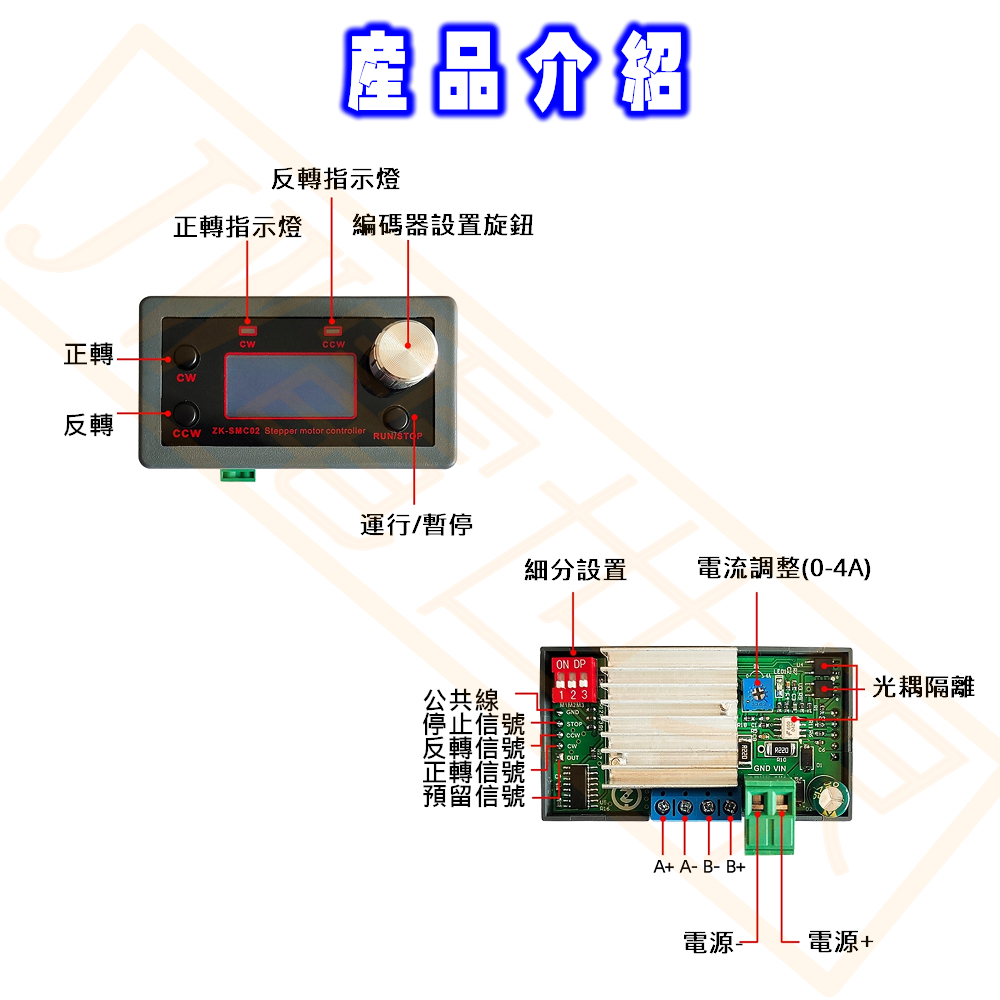 產品介紹
反轉指示燈
正轉指示燈
編碼器設置旋鈕
正轉
反轉
CW
CCW
CW
CCW
ZK-SMC02 Stepper motor controller
RUN/STOP
運行/暫停
細分設置
電流調整(0-4A)
ON DP
1 2 3
M1M2M3
GND
STOP
CCW
CW
OUT
公共線
停止信號
反轉信號
正轉信號
預留信號
光耦隔離
R220
R220
R10
GND VIN
A+ A- B- B+
電源-
電源+